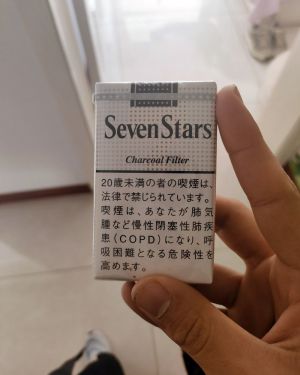 Seven Stars
Charcoal Filter
20歳未満の者の喫煙は、
法律で禁じられています。
喫煙は、あなたが肺気
腫など慢性閉塞性肺疾
患(COPD)になり、呼
吸困難となる危険性を
高めます。